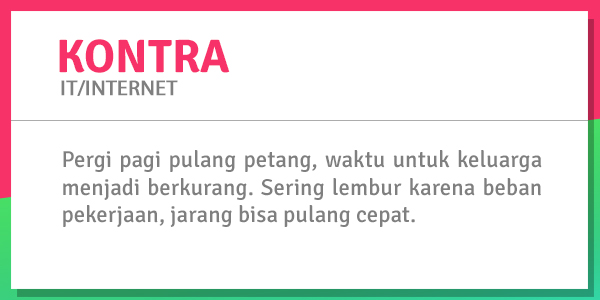 KONTRA
IT/INTERNET
Pergi pagi pulang petang, waktu untuk keluarga
menjadi berkurang. Sering lembur karena beban
pekerjaan, jarang bisa pulang cepat.